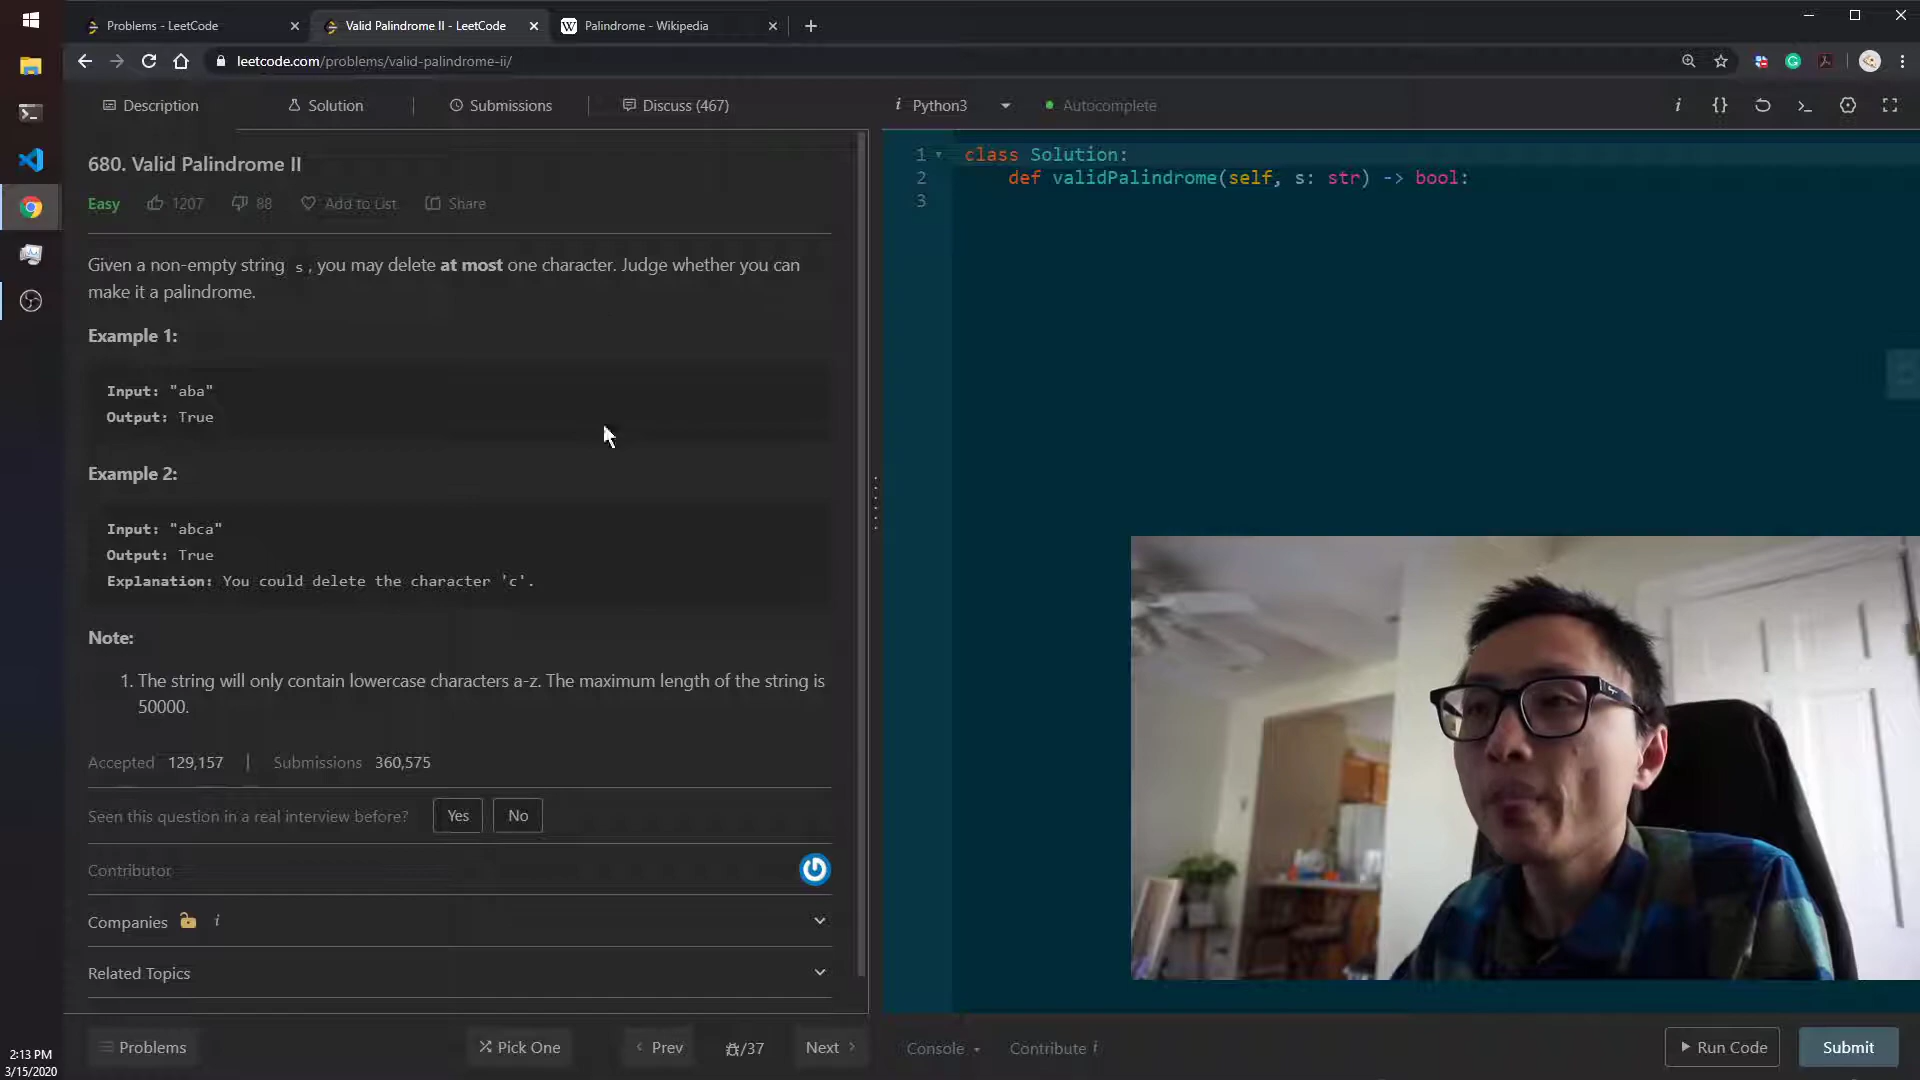 Problems - LeetCode
Valid Palindrome II - LeetCode
W Palindrome - Wikipedia
leetcode.com/problems/valid-palindrome-ii/
Description
Solution
Submissions
Discuss (467)
i Python3
Autocomplete
680. Valid Palindrome II
Easy 1207 88 Add to List Share
Given a non-empty string s, you may delete at most one character. Judge whether you can
make it a palindrome.
Example 1:
Input: "aba"
Output: True
Example 2:
Input: "abca"
Output: True
Explanation: You could delete the character 'c'.
Note:
1. The string will only contain lowercase characters a-z. The maximum length of the string is
50000.
Accepted 129,157 | Submissions 360,575
Seen this question in a real interview before? Yes No
Contributor
Companies i
Related Topics
Problems
Pick One
Prev
/37
Next
1 class Solution:
2 def validPalindrome(self, s: str) -> bool:
3
Console
Contribute i
Run Code
Submit
2:13 PM
3/15/2020